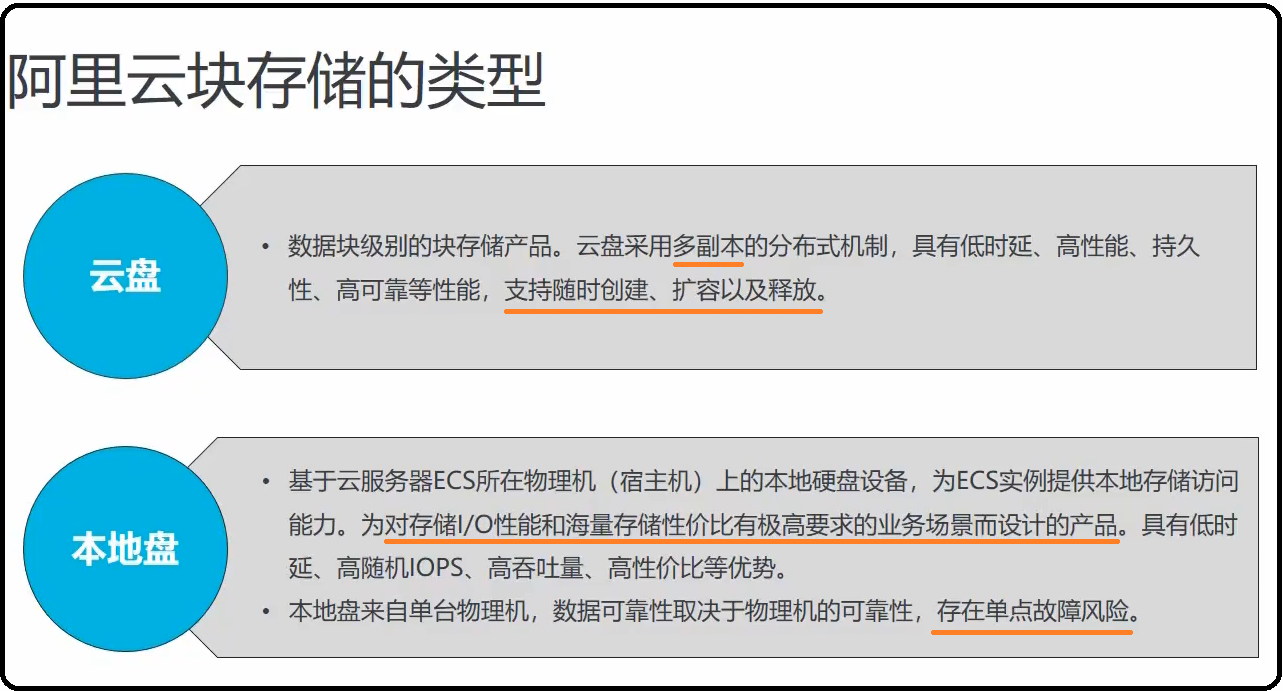 阿里云块存储的类型
云盘
• 数据块级别的块存储产品。云盘采用多副本的分布式机制，具有低时延、高性能、持久
性、高可靠等性能，支持随时创建、扩容以及释放。
本地盘
• 基于云服务器ECS所在物理机（宿主机）上的本地硬盘设备，为ECS实例提供本地存储访问
能力。为对存储I/O性能和海量存储性价比有极高要求的业务场景而设计的产品。具有低时
延、高随机IOPS、高吞吐量、高性价比等优势。
• 本地盘来自单台物理机，数据可靠性取决于物理机的可靠性，存在单点故障风险。